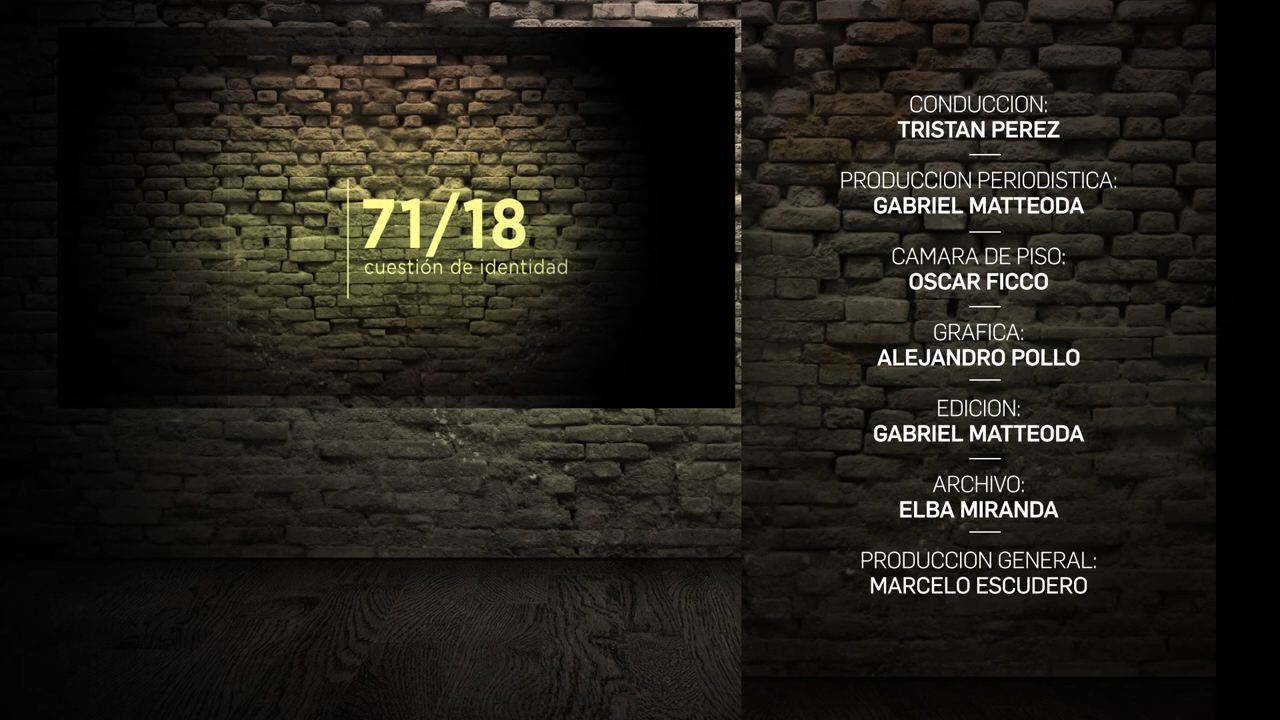 71/18
cuestión de identidad
CONDUCCION:
TRISTAN PEREZ
PRODUCCION PERIODISTICA:
GABRIEL MATTEODA
CAMARA DE PISO:
OSCAR FICCO
GRAFICA:
ALEJANDRO POLLO
EDICION:
GABRIEL MATTEODA
ARCHIVO:
ELBA MIRANDA
PRODUCCION GENERAL:
MARCELO ESCUDERO